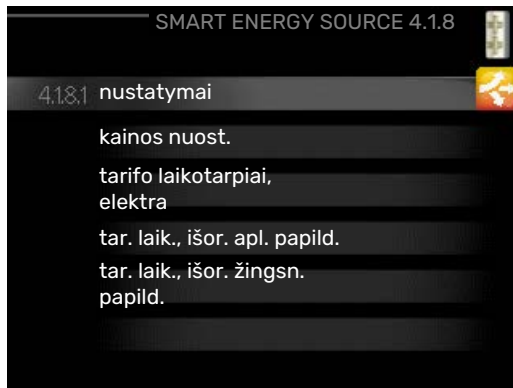 SMART ENERGY SOURCE 4.1.8
4.1.8.1 nustatymai
kainos nuost.
tarifo laikotarpiai,
elektra
tar. laik., išor. apl. papild.
tar. laik., išor. žingsn.
papild.